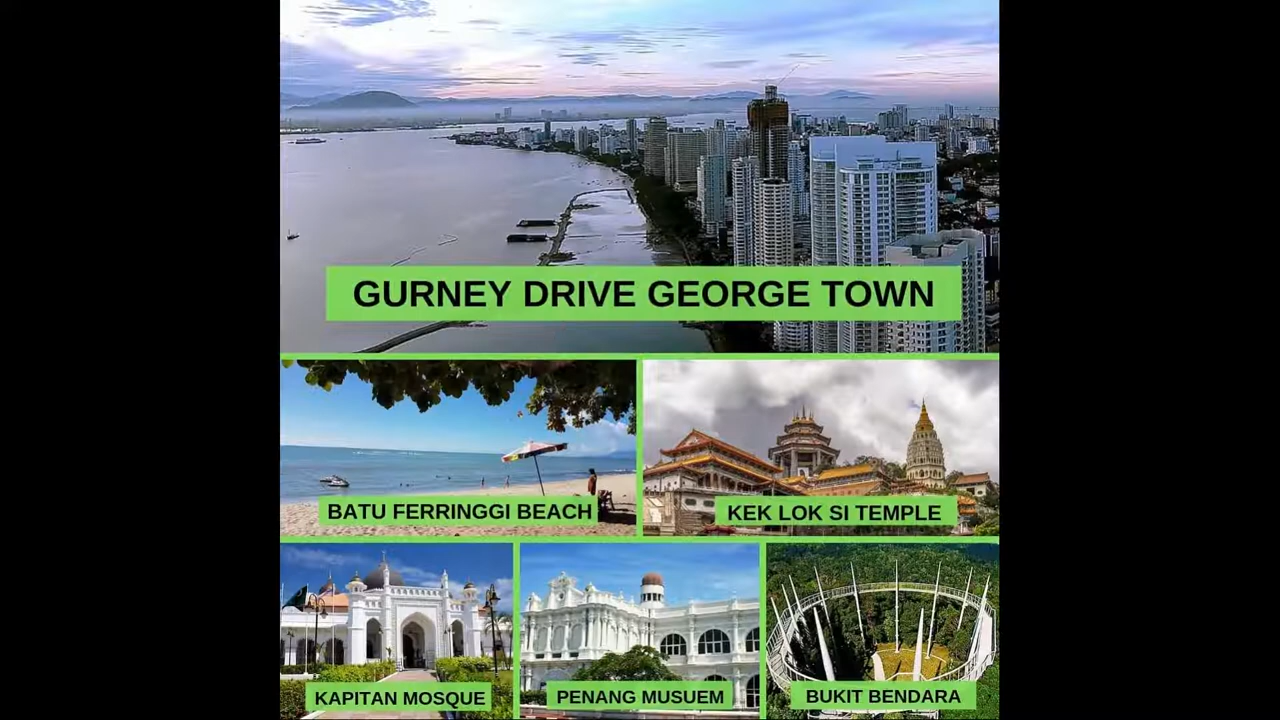 GURNEY DRIVE GEORGE TOWN
BATU FERRINGGI BEACH
KEK LOK SI TEMPLE
KAPITAN MOSQUE
PENANG MUSUEM
BUKIT BENDARA